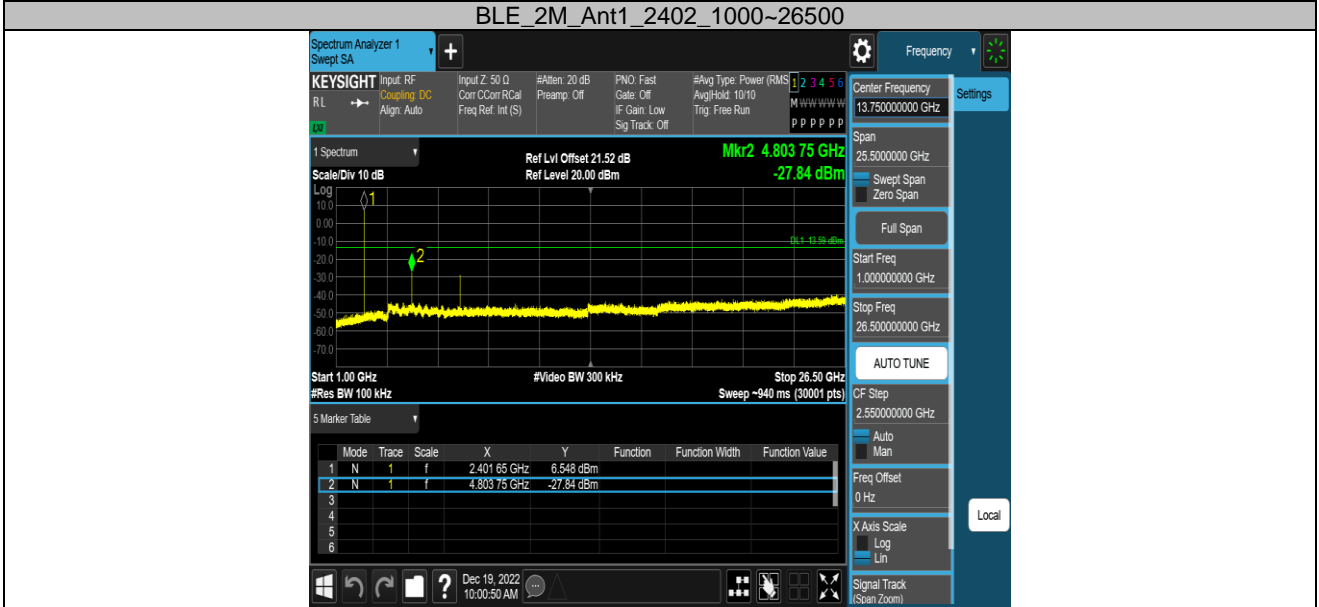 BLE_2M_Ant1_2402_1000~26500
Spectrum Analyzer 1
Swept SA
+
Frequency
KEYSIGHT
RL
LXI
Input: RF
Coupling: DC
Align: Auto
Input Z: 50 Ω
Corr CCorr RCal
Freq Ref: Int (S)
#Atten: 20 dB
Preamp: Off
PNO: Fast
Gate: Off
IF Gain: Low
Sig Track: Off
#Avg Type: Power (RMS
Avg|Hold: 10/10
Trig: Free Run
1 2 3 4 5 6
M W W W W W
P P P P P P
1 Spectrum
Scale/Div 10 dB
Ref Lvl Offset 21.52 dB
Ref Level 20.00 dBm
Mkr2 4.803 75 GHz
-27.84 dBm
Log
10.0
0.00
-10.0
-20.0
-30.0
-40.0
-50.0
-60.0
-70.0
1
2
DL1 -13.59 dBm
Start 1.00 GHz
#Res BW 100 kHz
#Video BW 300 kHz
Stop 26.50 GHz
Sweep ~940 ms (30001 pts)
5 Marker Table
Mode Trace Scale X Y Function Function Width Function Value
1 N 1 f 2.401 65 GHz 6.548 dBm
2 N 1 f 4.803 75 GHz -27.84 dBm
3
4
5
6
?
Dec 19, 2022
10:00:50 AM
Center Frequency
13.750000000 GHz
Settings
Span
25.5000000 GHz
Swept Span
Zero Span
Full Span
Start Freq
1.000000000 GHz
Stop Freq
26.500000000 GHz
AUTO TUNE
CF Step
2.550000000 GHz
Auto
Man
Freq Offset
0 Hz
X Axis Scale
Log
Lin
Local
Signal Track
(Span Zoom)